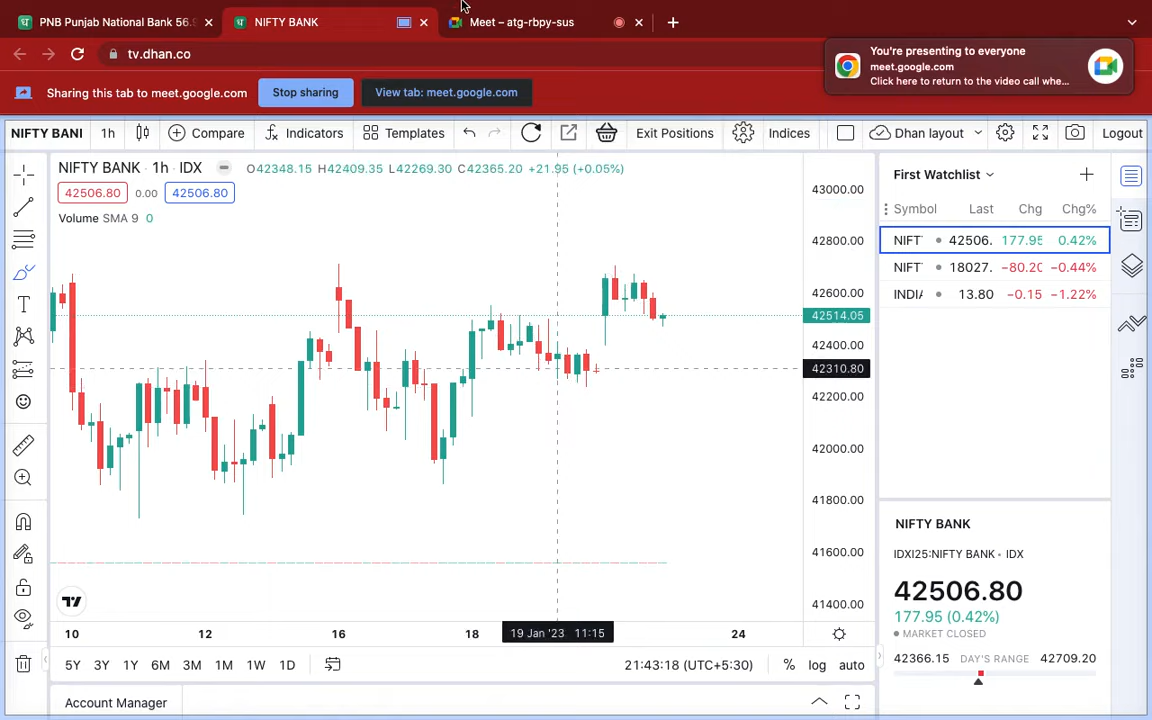 PNB Punjab National Bank 56.9
NIFTY BANK
Meet – atg-rbpy-sus
tv.dhan.co
You're presenting to everyone
meet.google.com
Click here to return to the video call whe...
Sharing this tab to meet.google.com
Stop sharing
View tab: meet.google.com
NIFTY BANI
1h
Compare
Indicators
Templates
Exit Positions
Indices
Dhan layout
Logout
NIFTY BANK · 1h · IDX
O42348.15 H42409.35 L42269.30 C42365.20 +21.95 (+0.05%)
42506.80 0.00 42506.80
Volume SMA 9 0
43000.00
42800.00
42600.00
42514.05
42400.00
42310.80
42200.00
42000.00
41800.00
41600.00
41400.00
10 12 16 18 19 Jan '23 11:15 24
5Y 3Y 1Y 6M 3M 1M 1W 1D
21:43:18 (UTC+5:30)
% log auto
Account Manager
First Watchlist
Symbol Last Chg Chg%
NIFT 42506. 177.95 0.42%
NIFT 18027. −80.20 −0.44%
INDIA 13.80 −0.15 −1.22%
NIFTY BANK
IDXI25:NIFTY BANK • IDX
42506.80
177.95 (0.42%)
MARKET CLOSED
42366.15 DAY'S RANGE 42709.20